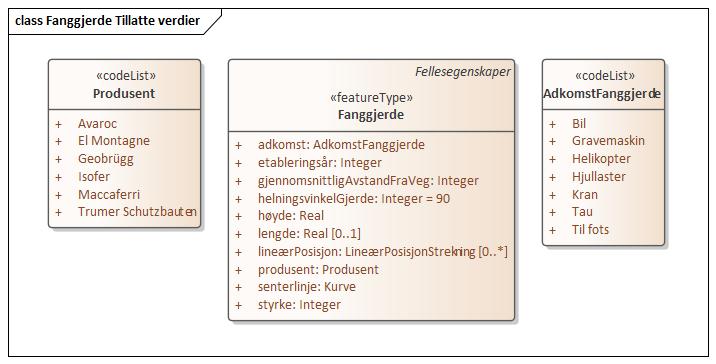 class Fanggjerde Tillatte verdier
«codeList»
Produsent
+ Avaroc
+ El Montagne
+ Geobrügg
+ Isofer
+ Maccaferri
+ Trumer Schutzbauten
Fellesegenskaper
«featureType»
Fanggjerde
+ adkomst: AdkomstFanggjerde
+ etableringsår: Integer
+ gjennomsnittligAvstandFraVeg: Integer
+ helningsvinkelGjerde: Integer = 90
+ høyde: Real
+ lengde: Real [0..1]
+ lineærPosisjon: LineærPosisjonStrekning [0..*]
+ produsent: Produsent
+ senterlinje: Kurve
+ styrke: Integer
«codeList»
AdkomstFanggjerde
+ Bil
+ Gravemaskin
+ Helikopter
+ Hjullaster
+ Kran
+ Tau
+ Til fots